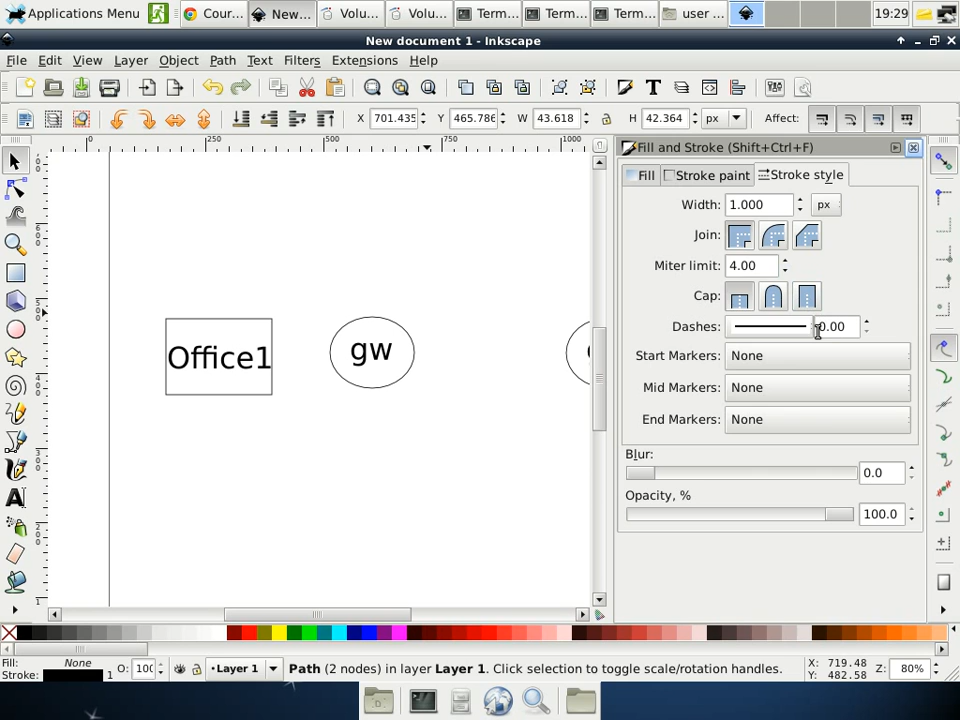 Applications Menu
Cour...
New...
Volu...
Volu...
Term...
Term...
Term...
user ...
19:29
New document 1 - Inkscape
File Edit View Layer Object Path Text Filters Extensions Help
X 701.435 Y 465.786 W 43.618 H 42.364 px Affect:
0 250 500 750 1000
Fill and Stroke (Shift+Ctrl+F)
Fill Stroke paint Stroke style
Width: 1.000 px
Join:
Miter limit: 4.00
Cap:
Dashes: 0.00
Start Markers: None
Mid Markers: None
End Markers: None
Blur:
0.0
Opacity, %
100.0
Office1
gw
Fill: None
Stroke: 1
O: 100
•Layer 1
Path (2 nodes) in layer Layer 1. Click selection to toggle scale/rotation handles.
X: 719.48
Y: 482.58
Z: 80%